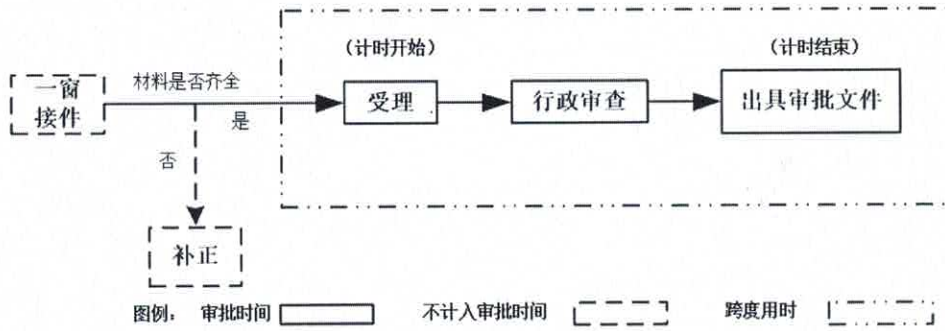 （计时开始）
（计时结束）
一窗
接件
材料是否齐全
受理
行政审查
出具审批文件
是
否
补正
图例： 审批时间
不计入审批时间
跨度用时